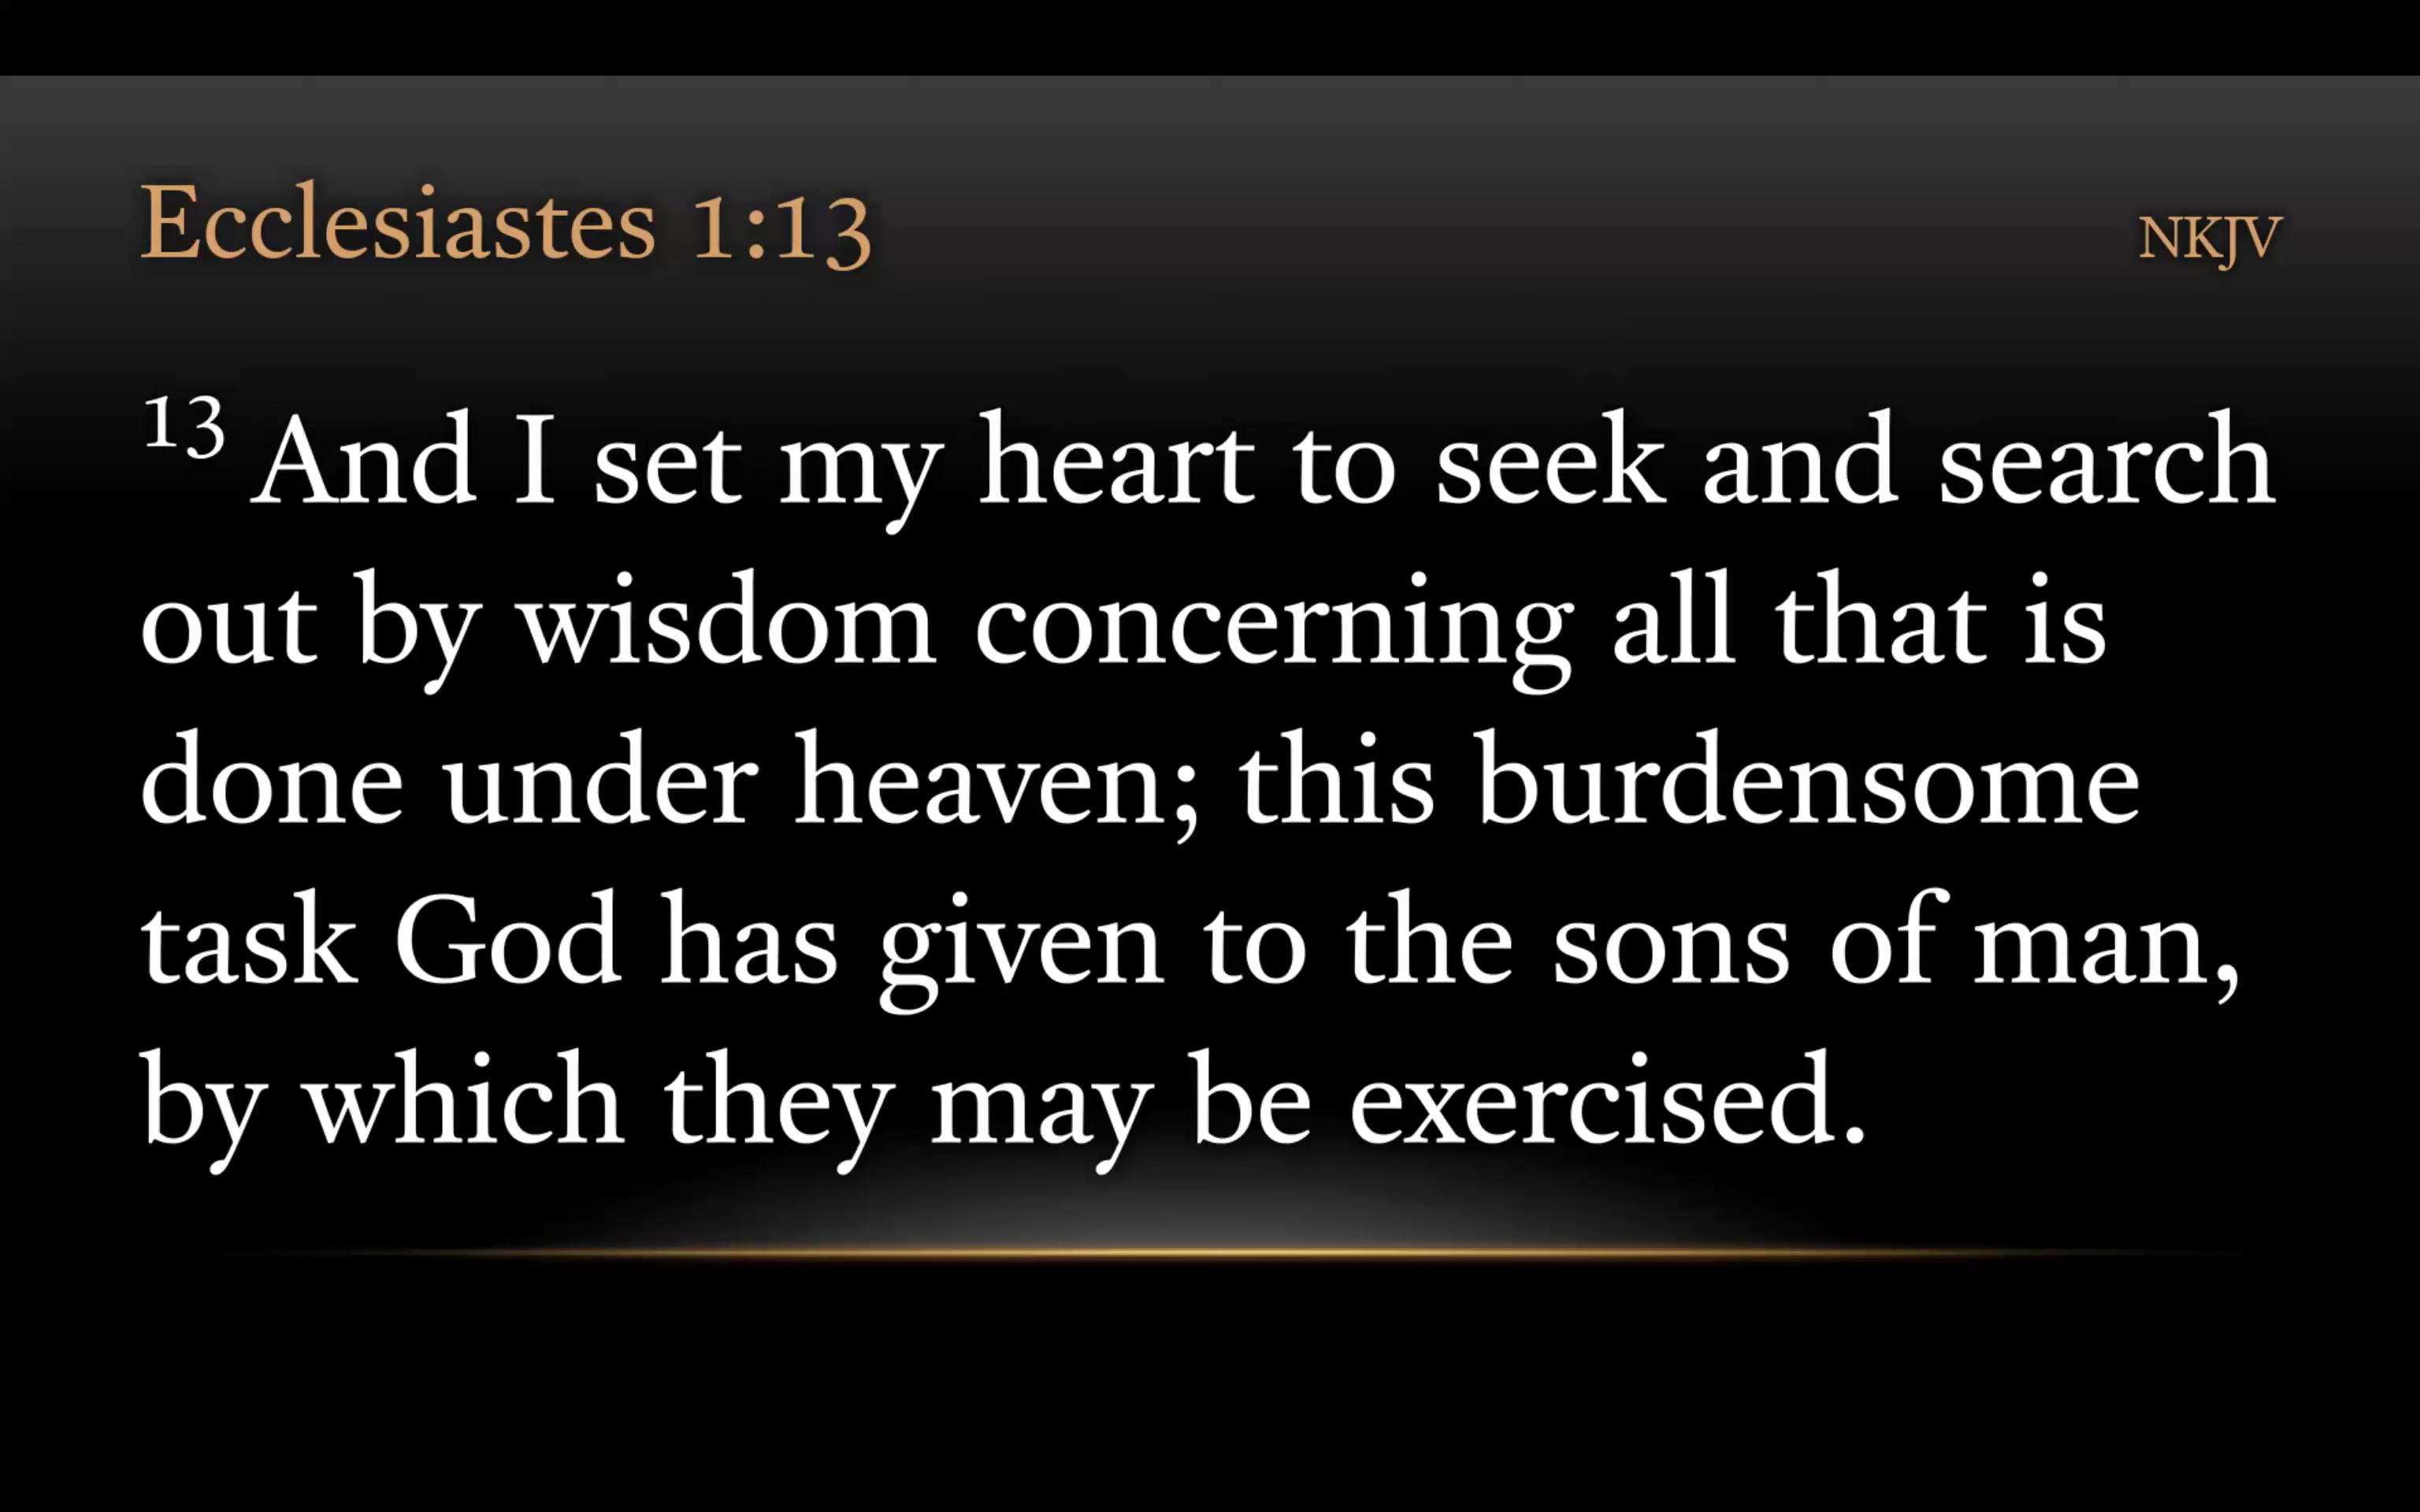 Ecclesiastes 1:13
NKJV
13 And I set my heart to seek and search
out by wisdom concerning all that is
done under heaven; this burdensome
task God has given to the sons of man,
by which they may be exercised.